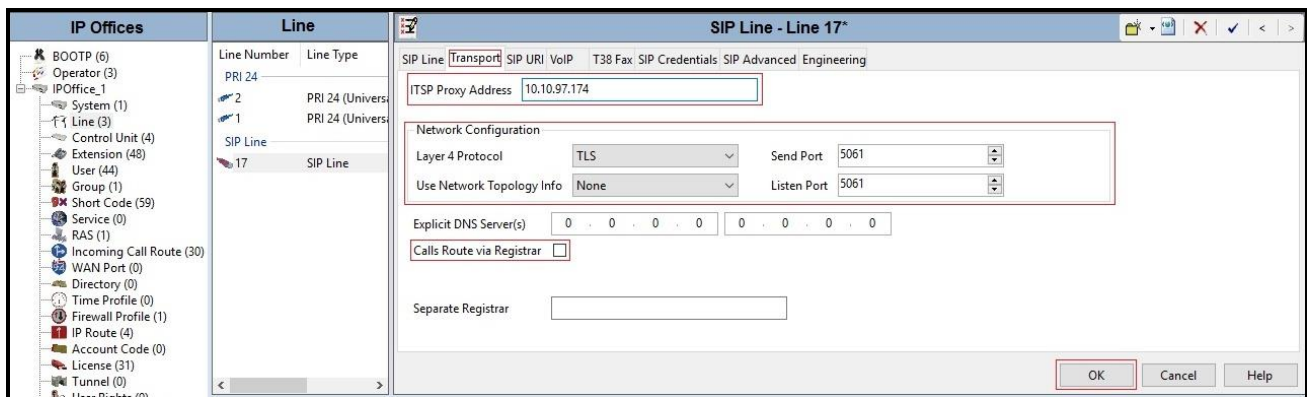 IP Offices
BOOTP (6)
Operator (3)
IPOffice_1
System (1)
Line (3)
Control Unit (4)
Extension (48)
User (44)
Group (1)
Short Code (59)
Service (0)
RAS (1)
Incoming Call Route (30)
WAN Port (0)
Directory (0)
Time Profile (0)
Firewall Profile (1)
IP Route (4)
Account Code (0)
License (31)
Tunnel (0)
User Rights (0)
Line
Line Number Line Type
PRI 24
2 PRI 24 (Universa
1 PRI 24 (Universa
SIP Line
17 SIP Line
SIP Line - Line 17*
SIP Line Transport SIP URI VoIP T38 Fax SIP Credentials SIP Advanced Engineering
ITSP Proxy Address 10.10.97.174
Network Configuration
Layer 4 Protocol TLS Send Port 5061
Use Network Topology Info None Listen Port 5061
Explicit DNS Server(s) 0 . 0 . 0 . 0 0 . 0 . 0 . 0
Calls Route via Registrar
Separate Registrar
OK Cancel Help